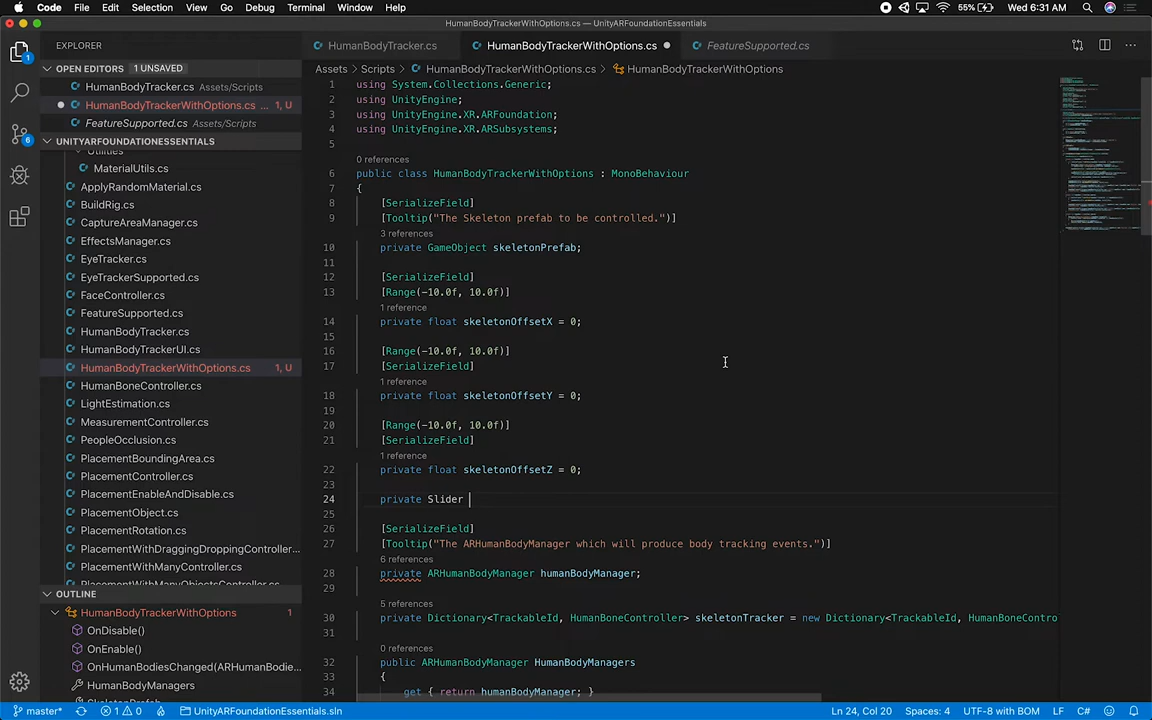 Code File Edit Selection View Go Debug Terminal Window Help 55% Wed 6:31 AM
HumanBodyTrackerWithOptions.cs — UnityARFoundationEssentials
EXPLORER
HumanBodyTracker.cs HumanBodyTrackerWithOptions.cs FeatureSupported.cs
OPEN EDITORS 1 UNSAVED
HumanBodyTracker.cs Assets/Scripts
HumanBodyTrackerWithOptions.cs ... 1, U
FeatureSupported.cs Assets/Scripts
UNITYARFOUNDATIONESSENTIALS
Utilities
MaterialUtils.cs
ApplyRandomMaterial.cs
BuildRig.cs
CaptureAreaManager.cs
EffectsManager.cs
EyeTracker.cs
EyeTrackerSupported.cs
FaceController.cs
FeatureSupported.cs
HumanBodyTracker.cs
HumanBodyTrackerUI.cs
HumanBodyTrackerWithOptions.cs 1, U
HumanBoneController.cs
LightEstimation.cs
MeasurementController.cs
PeopleOcclusion.cs
PlacementBoundingArea.cs
PlacementController.cs
PlacementEnableAndDisable.cs
PlacementObject.cs
PlacementRotation.cs
PlacementWithDraggingDroppingController...
PlacementWithManyController.cs
PlacementWithManyObjectsController.cs
OUTLINE
HumanBodyTrackerWithOptions 1
OnDisable()
OnEnable()
OnHumanBodiesChanged(ARHumanBodie...
HumanBodyManagers
SkeletonPrefab
Assets > Scripts > HumanBodyTrackerWithOptions.cs > HumanBodyTrackerWithOptions
1 using System.Collections.Generic;
2 using UnityEngine;
3 using UnityEngine.XR.ARFoundation;
4 using UnityEngine.XR.ARSubsystems;
5
0 references
6 public class HumanBodyTrackerWithOptions : MonoBehaviour
7 {
8 [SerializeField]
9 [Tooltip("The Skeleton prefab to be controlled.")]
3 references
10 private GameObject skeletonPrefab;
11
12 [SerializeField]
13 [Range(-10.0f, 10.0f)]
1 reference
14 private float skeletonOffsetX = 0;
15
16 [Range(-10.0f, 10.0f)]
17 [SerializeField]
1 reference
18 private float skeletonOffsetY = 0;
19
20 [Range(-10.0f, 10.0f)]
21 [SerializeField]
1 reference
22 private float skeletonOffsetZ = 0;
23
24 private Slider
25
26 [SerializeField]
27 [Tooltip("The ARHumanBodyManager which will produce body tracking events.")]
6 references
28 private ARHumanBodyManager humanBodyManager;
29
5 references
30 private Dictionary<TrackableId, HumanBoneController> skeletonTracker = new Dictionary<TrackableId, HumanBoneContro
31
0 references
32 public ARHumanBodyManager HumanBodyManagers
33 {
34 get { return humanBodyManager; }
master* 1 0 UnityARFoundationEssentials.sln Ln 24, Col 20 Spaces: 4 UTF-8 with BOM LF C#